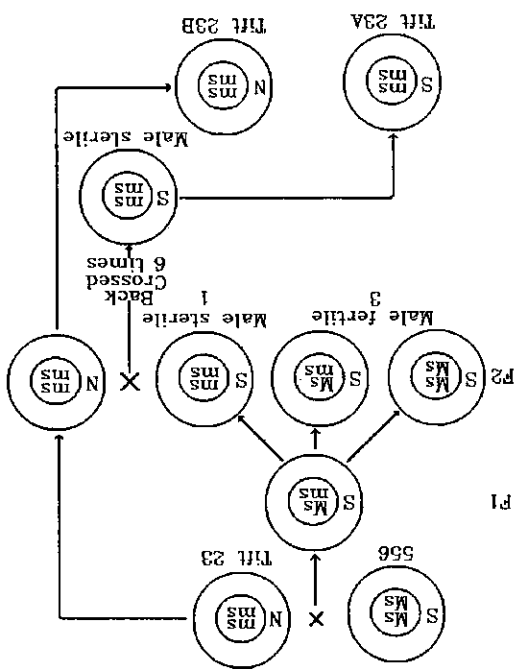 S Ms Ms × N ms ms
556 Tift 23
F1 S Ms ms
F2 S Ms Ms S Ms ms S ms ms × N ms ms
Male fertile
3
Male sterile
1
Back
Crossed
6 times
Male sterile
S ms ms
S ms ms
N ms ms
Tift 23A
Tift 23B